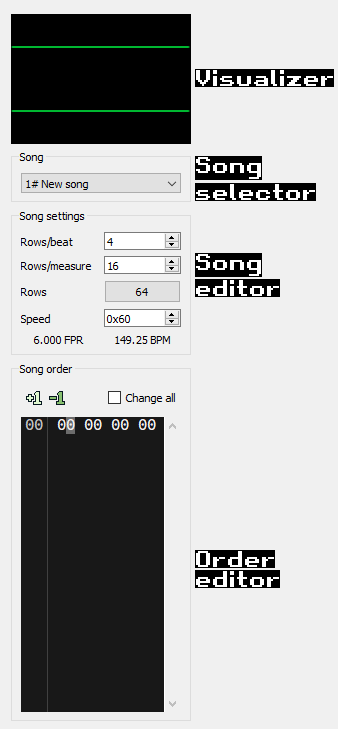 Visualizer
Song
Song
selector
1# New song
Song settings
Rows/beat 4
Rows/measure 16
Song
editor
Rows 64
Speed 0x60
6.000 FPR 149.25 BPM
Song order
+1 -1 Change all
00 00 00 00 00
Order
editor